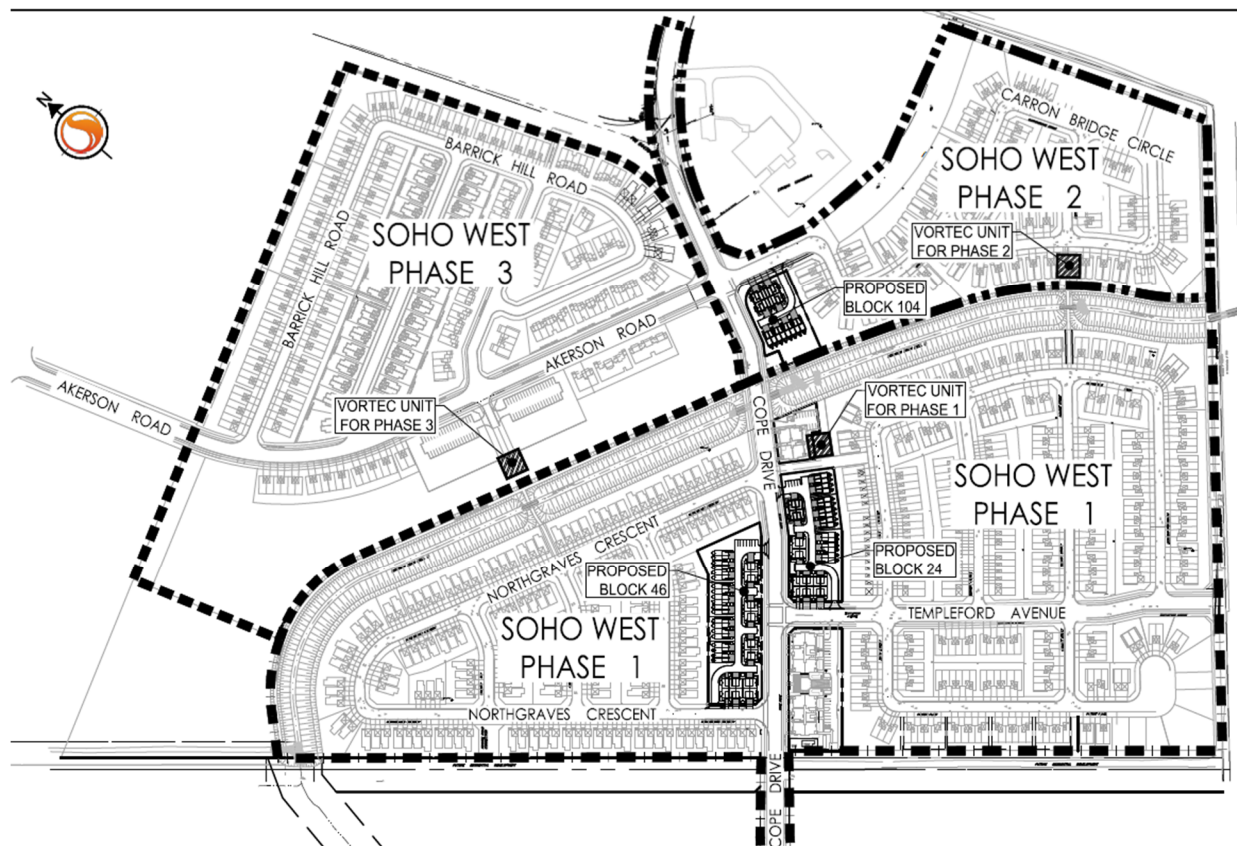 N
CARRON BRIDGE CIRCLE
BARRICK HILL ROAD
SOHO WEST
PHASE 2
BARRICK HILL ROAD
SOHO WEST
PHASE 3
VORTEC UNIT
FOR PHASE 2
PROPOSED
BLOCK 104
AKERSON ROAD
AKERSON ROAD
VORTEC UNIT
FOR PHASE 3
VORTEC UNIT
FOR PHASE 1
COPE DRIVE
SOHO WEST
PHASE 1
NORTHGRAVES CRESCENT
PROPOSED
BLOCK 24
PROPOSED
BLOCK 46
TEMPLEFORD AVENUE
SOHO WEST
PHASE 1
NORTHGRAVES CRESCENT
COPE DRIVE